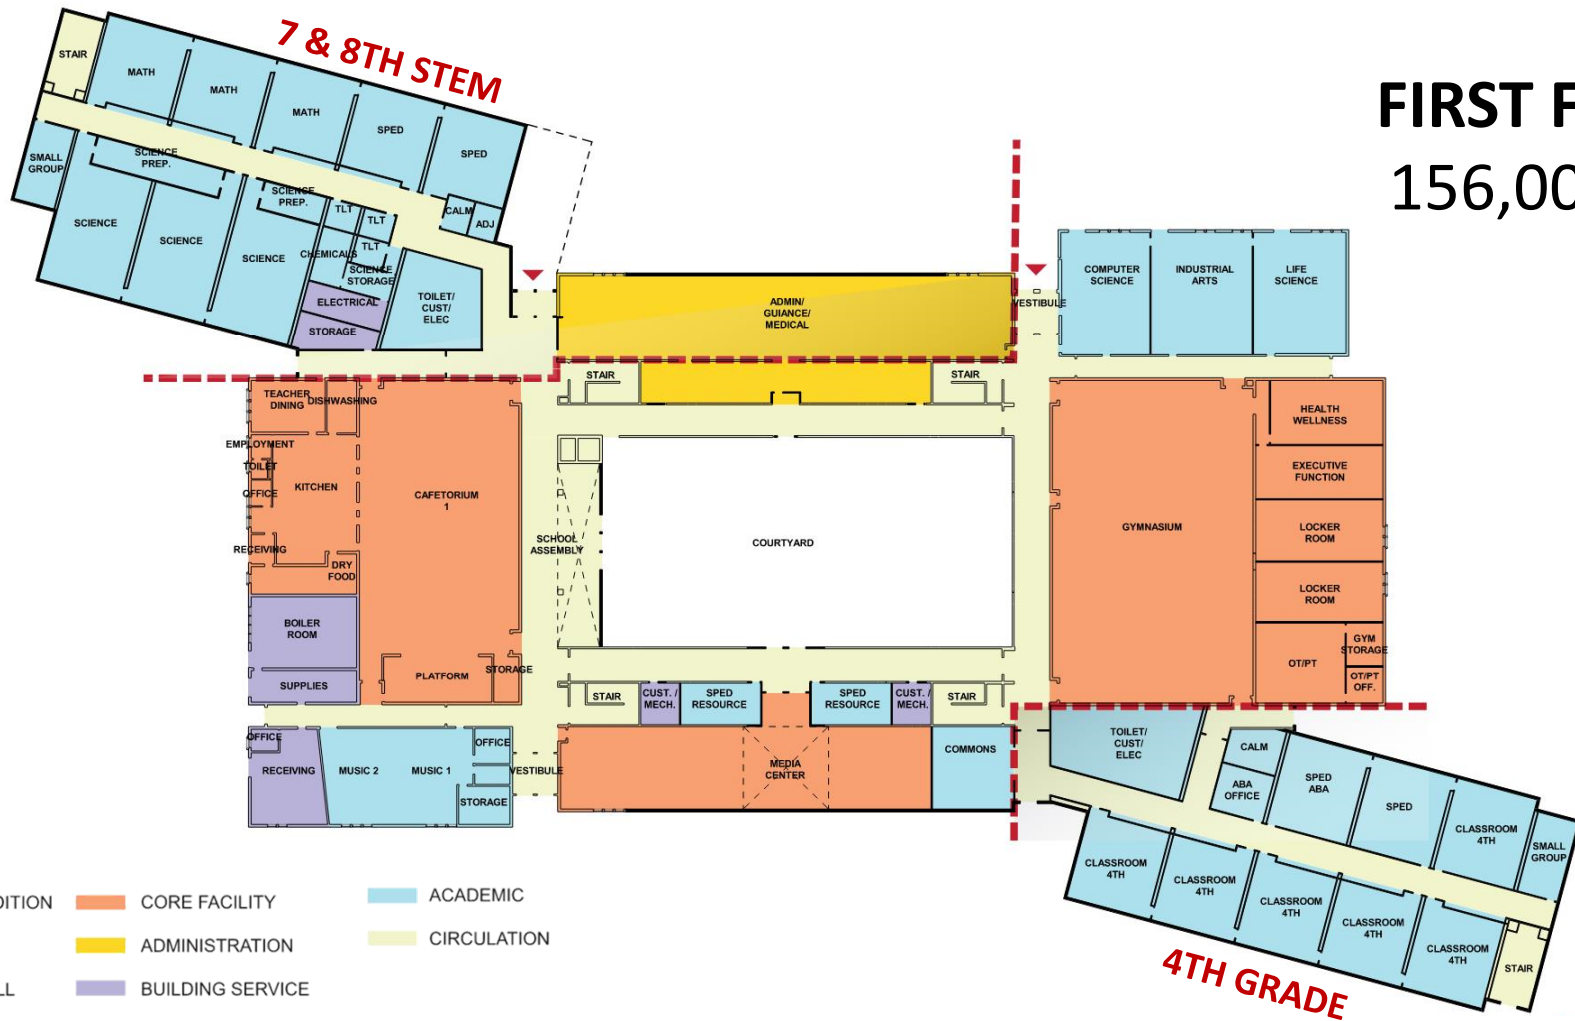 7 & 8TH STEM
FIRST F
156,00
STAIR
MATH
MATH
MATH
SPED
SPED
SMALL
GROUP
SCIENCE
PREP.
SCIENCE
PREP.
TLT
TLT
TLT
CALM
ADJ
SCIENCE
SCIENCE
SCIENCE
CHEMICALS
SCIENCE
STORAGE
ELECTRICAL
STORAGE
TOILET/
CUST/
ELEC
ADMIN/
GUIANCE/
MEDICAL
VESTIBULE
COMPUTER
SCIENCE
INDUSTRIAL
ARTS
LIFE
SCIENCE
STAIR
STAIR
TEACHER
DINING
DISHWASHING
EMPLOYMENT
TOILET
OFFICE
KITCHEN
CAFETORIUM
1
RECEIVING
DRY
FOOD
BOILER
ROOM
SUPPLIES
PLATFORM
STORAGE
SCHOOL
ASSEMBLY
COURTYARD
GYMNASIUM
HEALTH
WELLNESS
EXECUTIVE
FUNCTION
LOCKER
ROOM
LOCKER
ROOM
OT/PT
GYM
STORAGE
OT/PT
OFF.
STAIR
CUST. /
MECH.
SPED
RESOURCE
SPED
RESOURCE
CUST. /
MECH.
STAIR
OFFICE
RECEIVING
MUSIC 2
MUSIC 1
OFFICE
STORAGE
VESTIBULE
MEDIA
CENTER
COMMONS
TOILET/
CUST/
ELEC
CALM
ABA
OFFICE
SPED
ABA
SPED
CLASSROOM
4TH
SMALL
GROUP
CLASSROOM
4TH
CLASSROOM
4TH
CLASSROOM
4TH
CLASSROOM
4TH
CLASSROOM
4TH
STAIR
4TH GRADE
DITION
CORE FACILITY
ACADEMIC
ADMINISTRATION
CIRCULATION
LL
BUILDING SERVICE